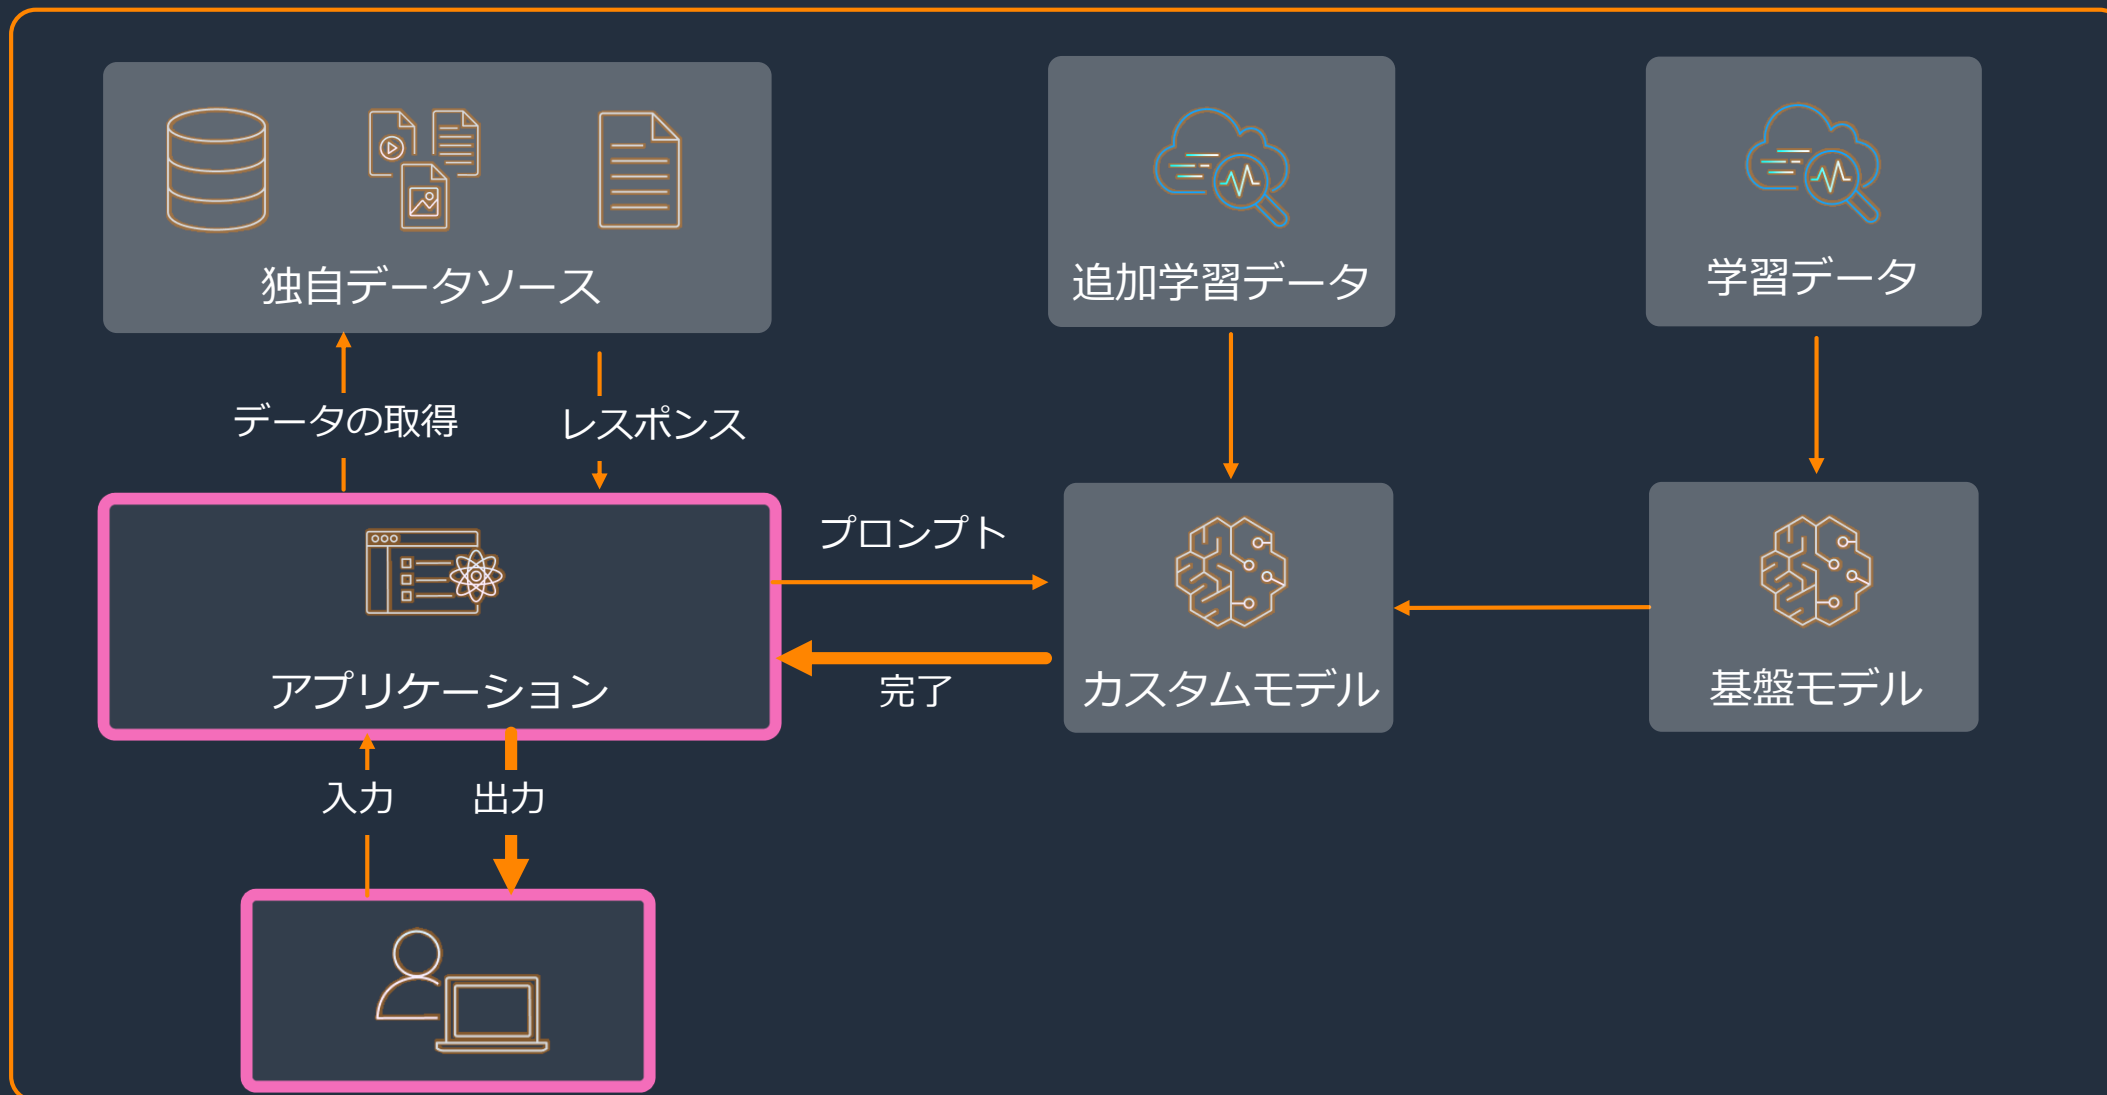 独自データソース
追加学習データ
学習データ
データの取得
レスポンス
プロンプト
アプリケーション
完了
カスタムモデル
基盤モデル
入力
出力